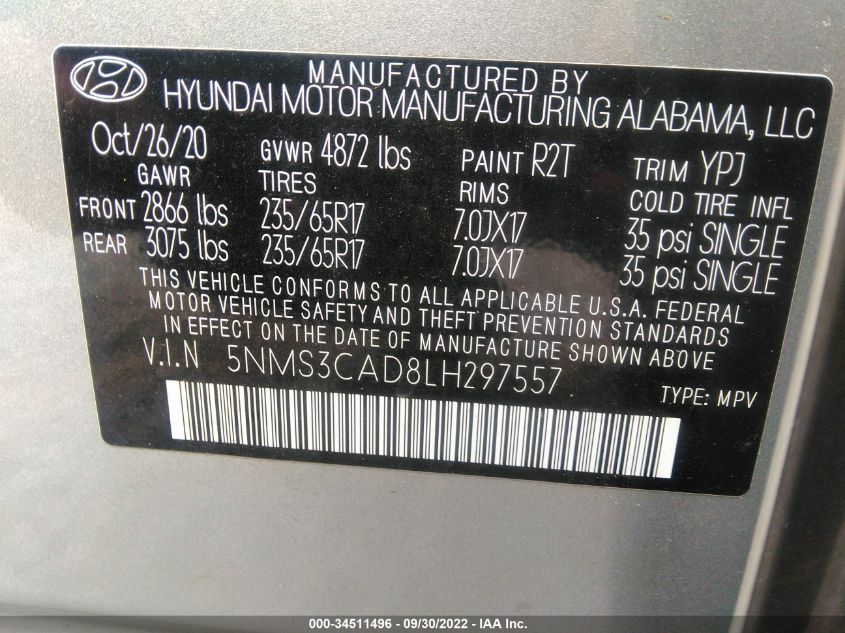 MANUFACTURED BY
HYUNDAI MOTOR MANUFACTURING ALABAMA, LLC
Oct/26/20 GVWR 4872 lbs PAINT R2T TRIM YPJ
GAWR TIRES RIMS COLD TIRE INFL
FRONT 2866 lbs 235/65R17 7.0JX17 35 psi SINGLE
REAR 3075 lbs 235/65R17 7.0JX17 35 psi SINGLE
THIS VEHICLE CONFORMS TO ALL APPLICABLE U.S.A. FEDERAL
MOTOR VEHICLE SAFETY AND THEFT PREVENTION STANDARDS
IN EFFECT ON THE DATE OF MANUFACTURE SHOWN ABOVE.
V.I.N 5NMS3CAD8LH297557
TYPE: MPV
000-34511496 - 09/30/2022 - IAA Inc.